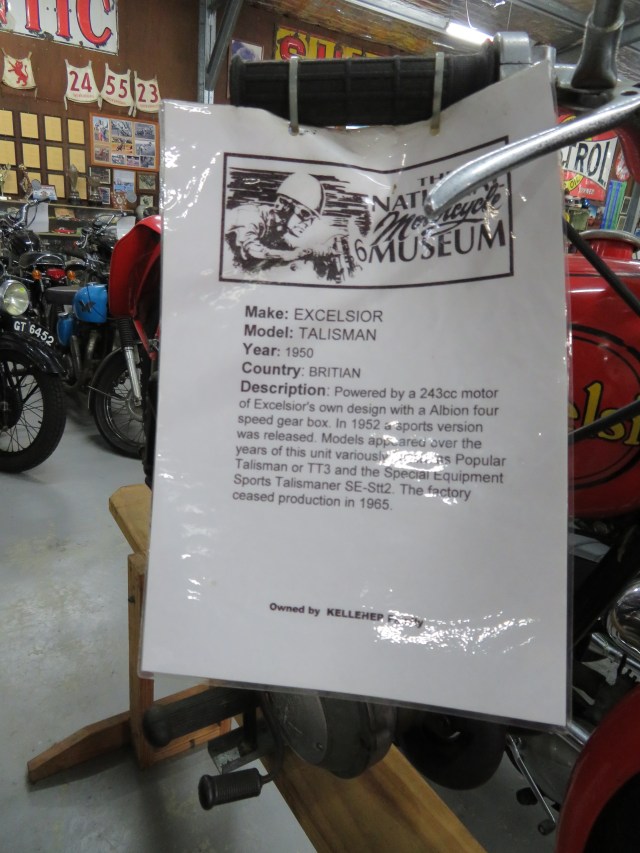 24 55 23
THE
NATIONAL
Motorcycle
MUSEUM
Make: EXCELSIOR
Model: TALISMAN
Year: 1950
Country: BRITIAN
Description: Powered by a 243cc motor
of Excelsior's own design with a Albion four
speed gear box. In 1952 a sports version
was released. Models appeared over the
years of this unit variously as Popular
Talisman or TT3 and the Special Equipment
Sports Talismaner SE-Stt2. The factory
ceased production in 1965.
Owned by KELLEHER Family
GT 6452